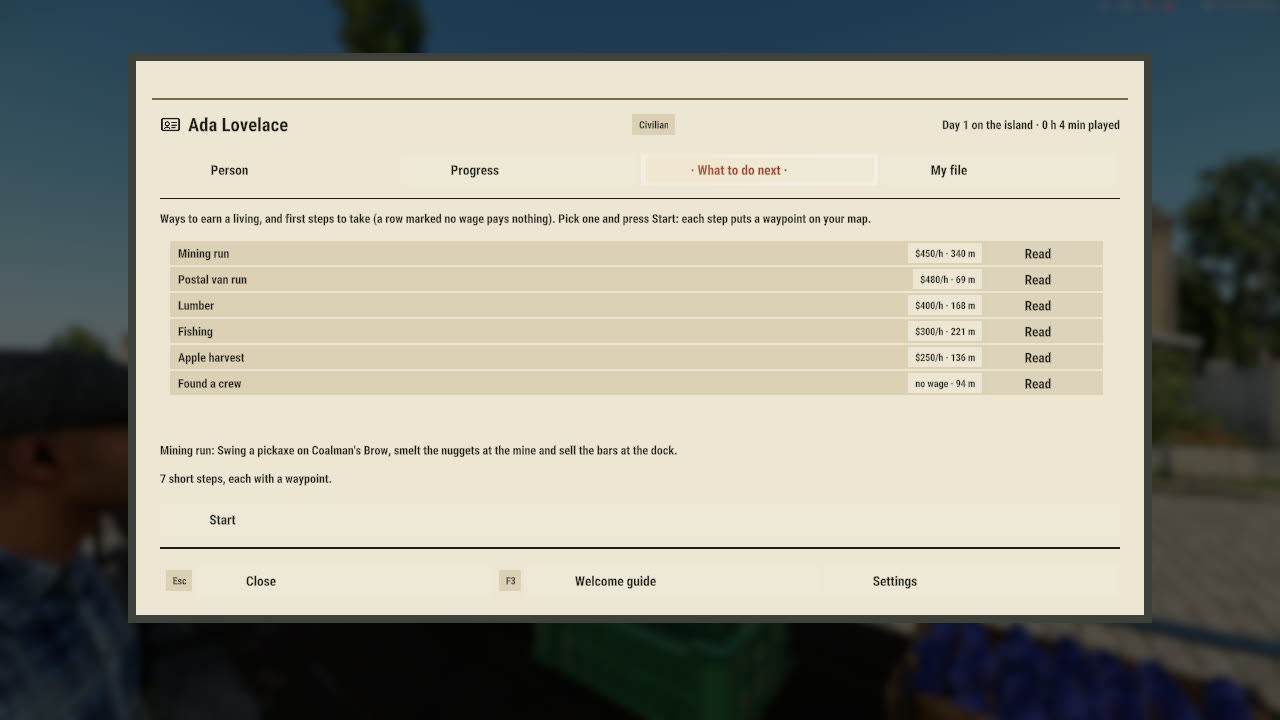 Ada Lovelace
Civilian
Day 1 on the island · 0 h 4 min played
Person
Progress
· What to do next ·
My file
Ways to earn a living, and first steps to take (a row marked no wage pays nothing). Pick one and press Start: each step puts a waypoint on your map.
Mining run $450/h · 340 m Read
Postal van run $480/h · 69 m Read
Lumber $400/h · 168 m Read
Fishing $300/h · 221 m Read
Apple harvest $250/h · 136 m Read
Found a crew no wage · 94 m Read
Mining run: Swing a pickaxe on Coalman's Brow, smelt the nuggets at the mine and sell the bars at the dock.
7 short steps, each with a waypoint.
Start
Esc Close F3 Welcome guide Settings